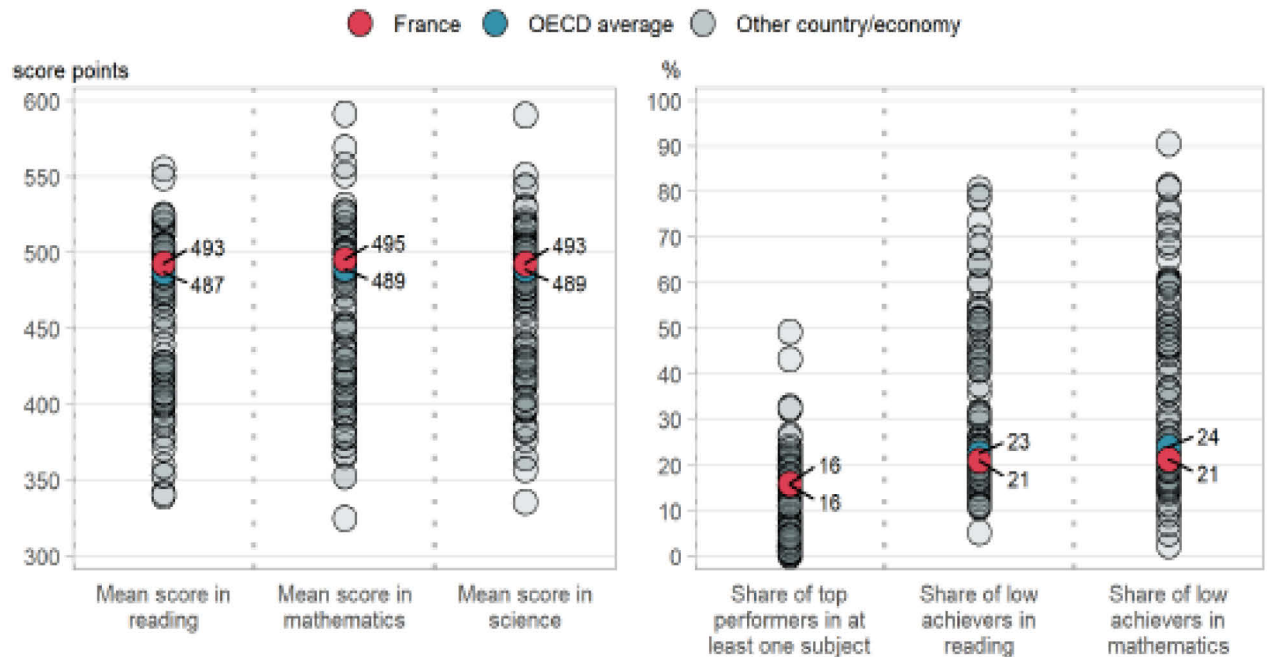 France OECD average Other country/economy
score points
600
550
500
450
400
350
300
493
487
495
489
493
489
Mean score in
reading
Mean score in
mathematics
Mean score in
science
%
100
90
80
70
60
50
40
30
20
10
0
16
16
23
21
24
21
Share of top
performers in at
least one subject
Share of low
achievers in
reading
Share of low
achievers in
mathematics